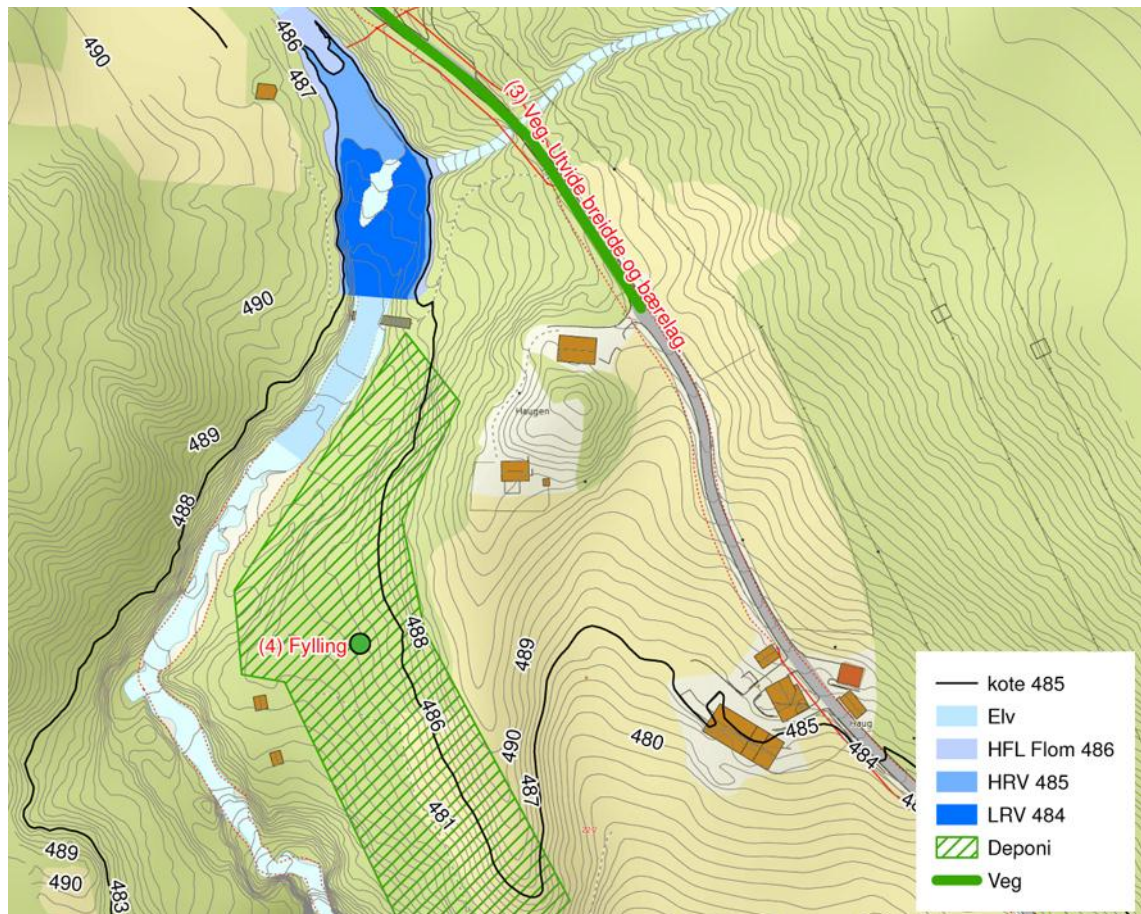 486
490
487
(3) Veg. Utvide breidde og bærelag.
490
Haugen
489
488
488
(4) Fylling
489
486
490
480
485
Haug
484
487
481
489
490
483
kote 485
Elv
HFL Flom 486
HRV 485
LRV 484
Deponi
Veg